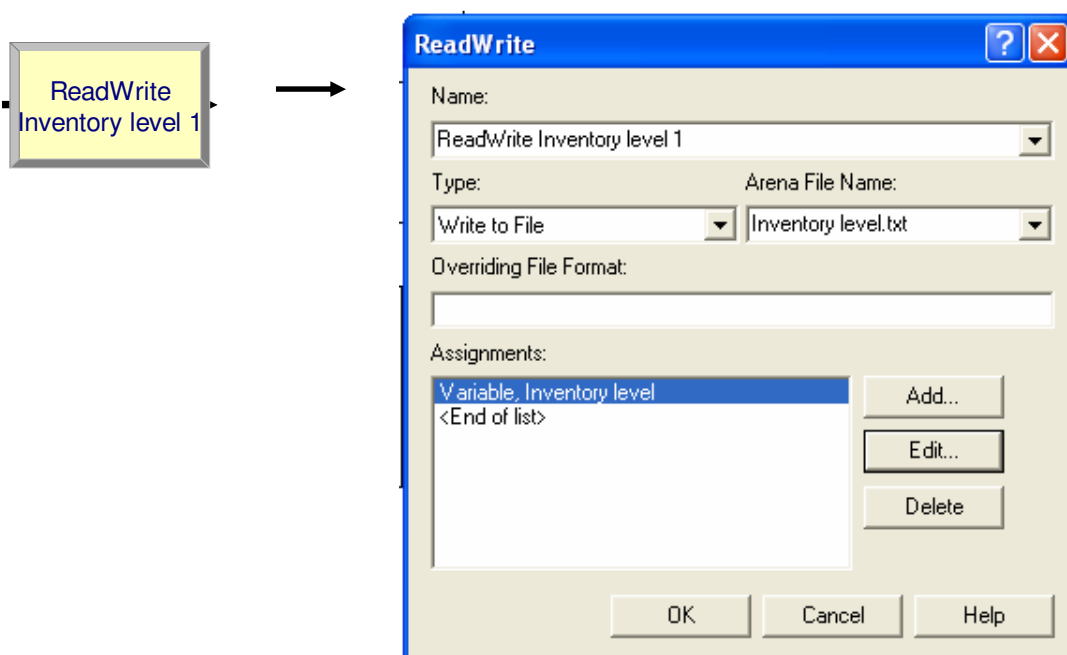 ReadWrite
Inventory level 1
ReadWrite
Name:
ReadWrite Inventory level 1
Type: Arena File Name:
Write to File Inventory level.txt
Overriding File Format:
Assignments:
Variable, Inventory level
<End of list>
Add...
Edit...
Delete
OK Cancel Help